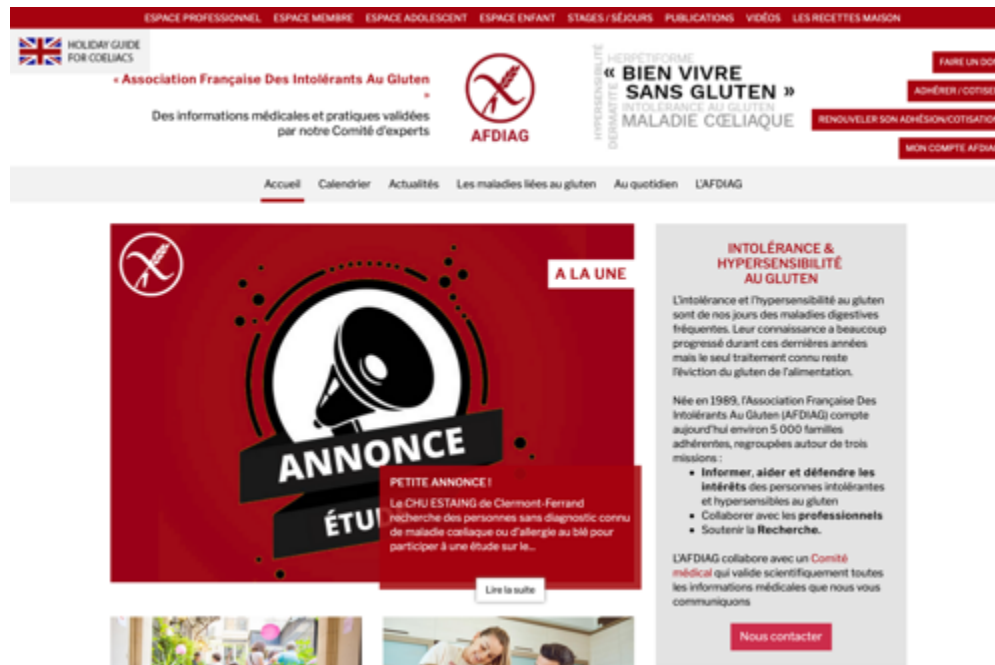 ESPACE PROFESSIONNEL ESPACE MEMBRE ESPACE ADOLESCENT ESPACE ENFANT STAGES / SÉJOURS PUBLICATIONS VIDÉOS LES RECETTES MAISON
HOLIDAY GUIDE
FOR COELIACS
« Association Française Des Intolérants Au Gluten
»
Des informations médicales et pratiques validées
par notre Comité d'experts
AFDIAG
HYPERSENSIBILITÉ
DERMATITE
HERPÉTIFORME
« BIEN VIVRE
SANS GLUTEN »
INTOLERANCE AU GLUTEN
MALADIE CŒLIAQUE
FAIRE UN DON
ADHÉRER / COTISER
RENOUVELER SON ADHÉSION/COTISATION
MON COMPTE AFDIAG
Accueil Calendrier Actualités Les maladies liées au gluten Au quotidien L'AFDIAG
A LA UNE
ANNONCE
ÉTU
PETITE ANNONCE !
Le CHU ESTAING de Clermont-Ferrand
recherche des personnes sans diagnostic connu
de maladie cœliaque ou d'allergie au blé pour
participer à une étude sur le...
Lire la suite
INTOLÉRANCE &
HYPERSENSIBILITÉ
AU GLUTEN
L'intolérance et l'hypersensibilité au gluten
sont de nos jours des maladies digestives
fréquentes. Leur connaissance a beaucoup
progressé durant ces dernières années
mais le seul traitement connu reste
l'éviction du gluten de l'alimentation.
Née en 1989, l'Association Française Des
Intolérants Au Gluten (AFDIAG) compte
aujourd'hui environ 5 000 familles
adhérentes, regroupées autour de trois
missions :
• Informer, aider et défendre les
intérêts des personnes intolérantes
et hypersensibles au gluten
• Collaborer avec les professionnels
• Soutenir la Recherche.
L'AFDIAG collabore avec un Comité
médical qui valide scientifiquement toutes
les informations médicales que nous vous
communiquons
Nous contacter